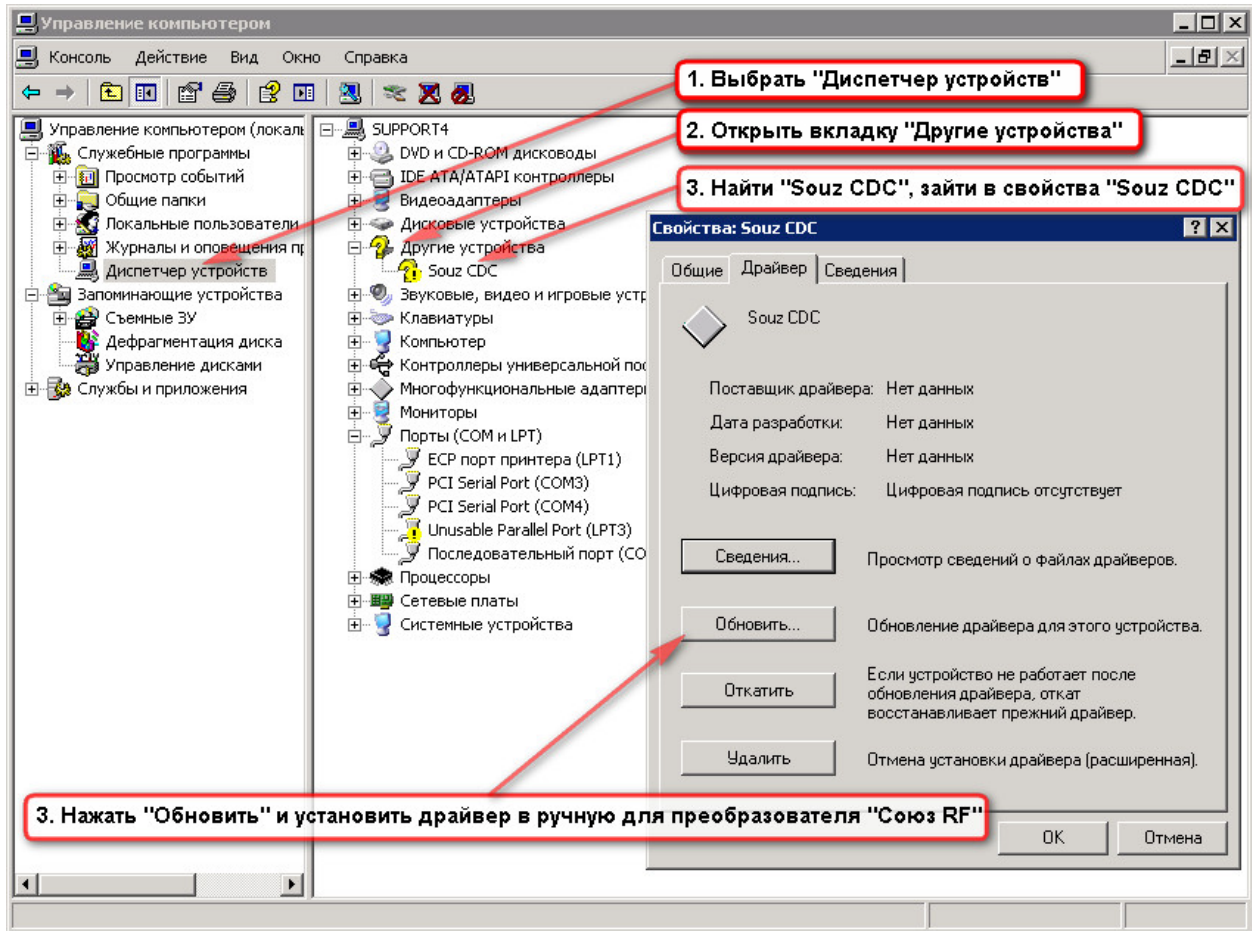 Управление компьютером
Консоль Действие Вид Окно Справка
1. Выбрать "Диспетчер устройств"
2. Открыть вкладку "Другие устройства"
3. Найти "Souz CDC", зайти в свойства "Souz CDC"
Управление компьютером (локаль
Служебные программы
Просмотр событий
Общие папки
Локальные пользователи
Журналы и оповещения пр
Диспетчер устройств
Запоминающие устройства
Съемные ЗУ
Дефрагментация диска
Управление дисками
Службы и приложения
SUPPORT4
DVD и CD-ROM дисководы
IDE ATA/ATAPI контроллеры
Видеоадаптеры
Дисковые устройства
Другие устройства
Souz CDC
Звуковые, видео и игровые устр
Клавиатуры
Компьютер
Контроллеры универсальной пос
Многофункциональные адаптеры
Мониторы
Порты (COM и LPT)
ECP порт принтера (LPT1)
PCI Serial Port (COM3)
PCI Serial Port (COM4)
Unusable Parallel Port (LPT3)
Последовательный порт (CO
Процессоры
Сетевые платы
Системные устройства
Свойства: Souz CDC
Общие Драйвер Сведения
Souz CDC
Поставщик драйвера: Нет данных
Дата разработки: Нет данных
Версия драйвера: Нет данных
Цифровая подпись: Цифровая подпись отсутствует
Сведения... Просмотр сведений о файлах драйверов.
Обновить... Обновление драйвера для этого устройства.
Откатить Если устройство не работает после
обновления драйвера, откат
восстанавливает прежний драйвер.
Удалить Отмена установки драйвера (расширенная).
3. Нажать "Обновить" и установить драйвер в ручную для преобразователя "Союз RF"
OK Отмена